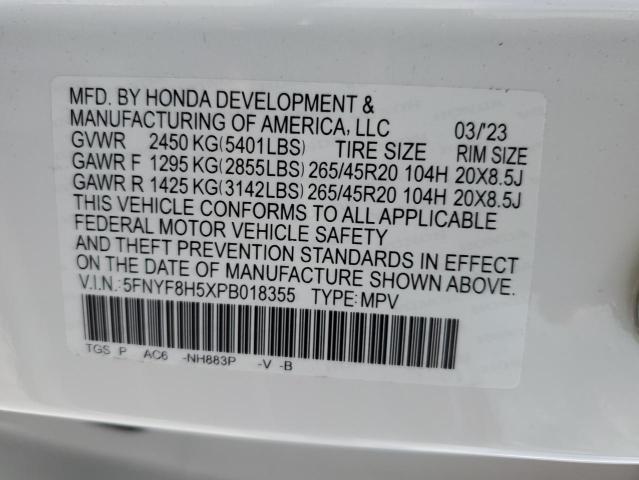 MFD. BY HONDA DEVELOPMENT &
MANUFACTURING OF AMERICA, LLC 03/'23
GVWR 2450 KG(5401LBS) TIRE SIZE RIM SIZE
GAWR F 1295 KG(2855LBS) 265/45R20 104H 20X8.5J
GAWR R 1425 KG(3142LBS) 265/45R20 104H 20X8.5J
THIS VEHICLE CONFORMS TO ALL APPLICABLE
FEDERAL MOTOR VEHICLE SAFETY
AND THEFT PREVENTION STANDARDS IN EFFECT
ON THE DATE OF MANUFACTURE SHOWN ABOVE.
V.I.N.:5FNYF8H5XPB018355 TYPE:MPV
TGS P AC6 -NH883P -V -B